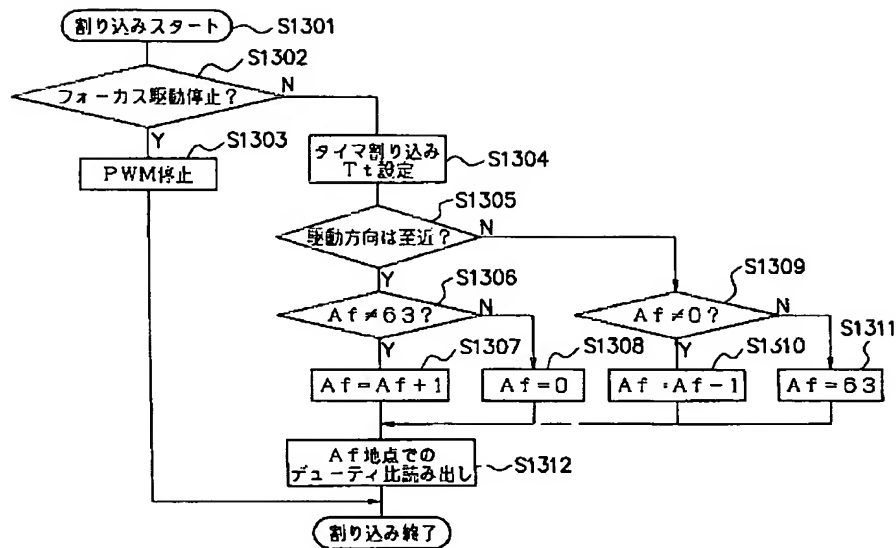 割り込みスタート
S1301
S1302
フォーカス駆動停止?
N
Y
S1303
PWM停止
タイマ割り込み
Tt設定
S1304
S1305
駆動方向は至近?
N
Y
S1306
Af≠63?
N
Y
S1309
Af≠0?
N
Y
S1307
Af=Af+1
S1308
Af=0
S1310
Af:Af-1
S1311
Af=63
Af地点での
デューティ比読み出し
S1312
割り込み終了